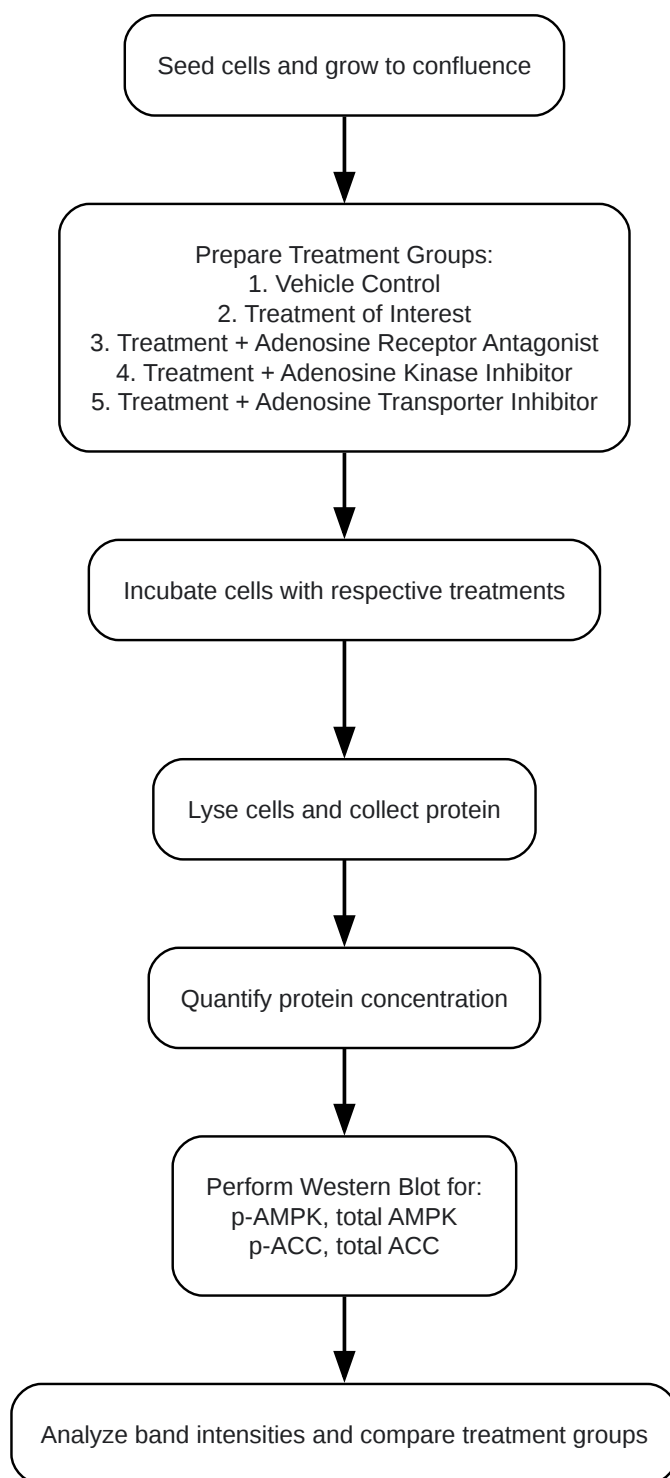 Seed cells and grow to confluence
Prepare Treatment Groups:
1. Vehicle Control
2. Treatment of Interest
3. Treatment + Adenosine Receptor Antagonist
4. Treatment + Adenosine Kinase Inhibitor
5. Treatment + Adenosine Transporter Inhibitor
Incubate cells with respective treatments
Lyse cells and collect protein
Quantify protein concentration
Perform Western Blot for:
p-AMPK, total AMPK
p-ACC, total ACC
Analyze band intensities and compare treatment groups